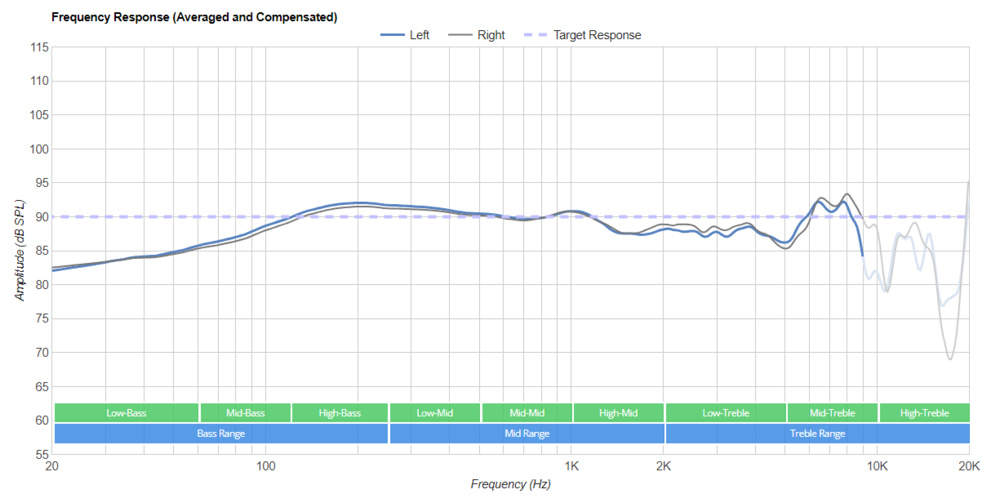 Frequency Response (Averaged and Compensated)
Left Right Target Response
115
110
105
100
95
90
85
80
75
70
65
60
55
Amplitude (dB SPL)
Low-Bass Mid-Bass High-Bass Low-Mid Mid-Mid High-Mid Low-Treble Mid-Treble High-Treble
Bass Range Mid Range Treble Range
20 100 1K 2K 10K 20K
Frequency (Hz)